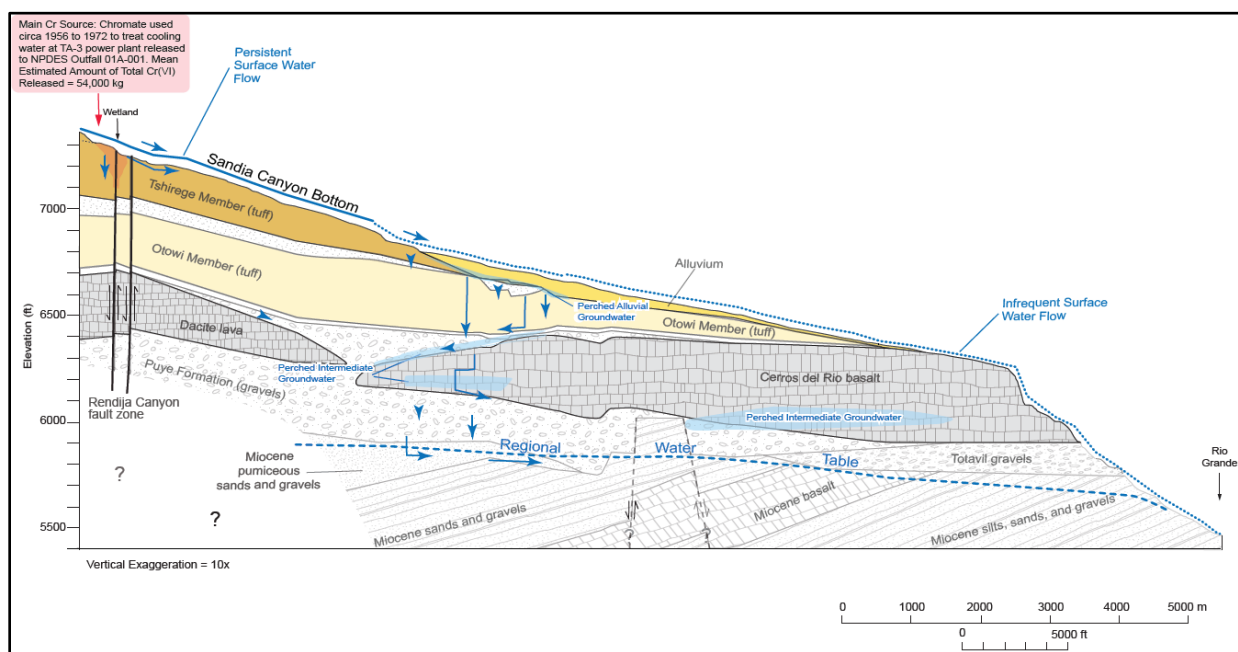 Main Cr Source: Chromate used
circa 1956 to 1972 to treat cooling
water at TA-3 power plant released
to NPDES Outfall 01A-001. Mean
Estimated Amount of Total Cr(VI)
Released = 54,000 kg
Persistent
Surface Water
Flow
Wetland
Sandia Canyon Bottom
Tshirege Member (tuff)
7000
Otowi Member (tuff)
Alluvium
Perched Alluvial
Groundwater
Infrequent Surface
Water Flow
6500
Elevation (ft)
Dacite lava
Otowi Member (tuff)
Perched Intermediate
Groundwater
Cerros del Rio basalt
Puye Formation (gravels)
Rendija Canyon
fault zone
6000
Perched Intermediate Groundwater
Regional Water Table
Totavil gravels
Rio
Grande
Miocene
pumiceous
sands and gravels
?
?
5500
Miocene sands and gravels
?
?
Miocene basalt
Miocene silts, sands, and gravels
Vertical Exaggeration = 10x
0 1000 2000 3000 4000 5000 m
0 5000 ft